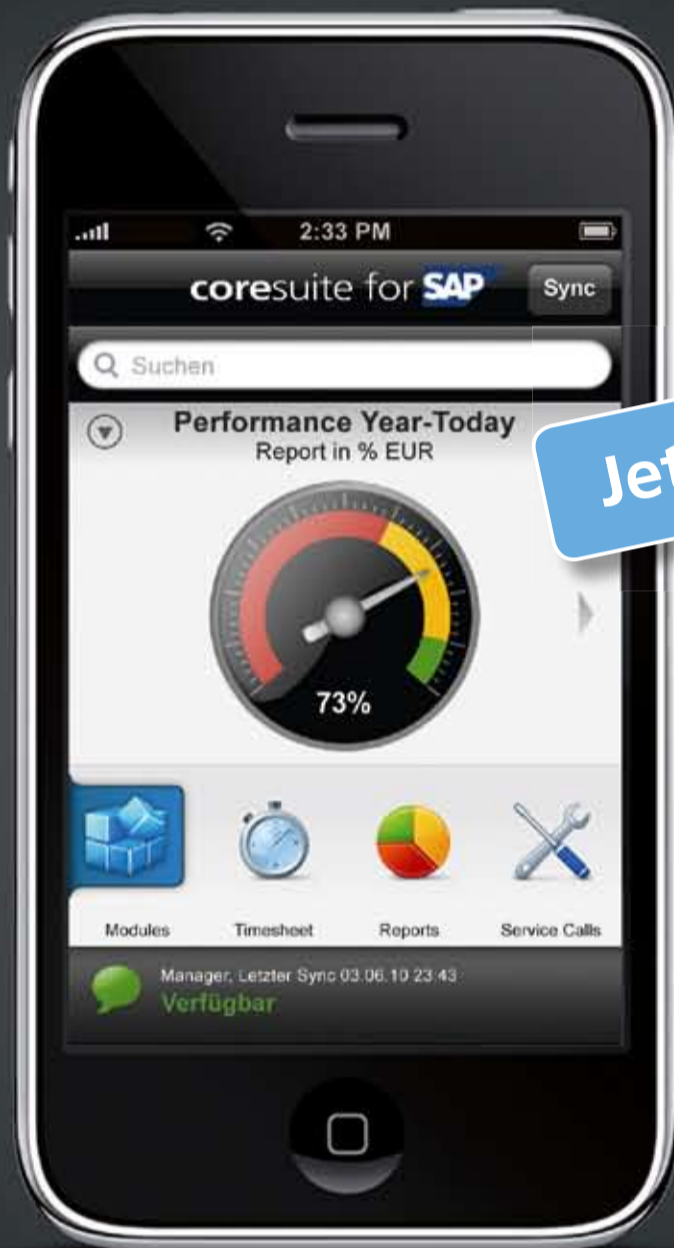 2:33 PM
coresuite for SAP
Sync
Suchen
Performance Year-Today
Report in % EUR
73%
Modules
Timesheet
Reports
Service Calls
Manager, Letzter Sync 03.06.10 23:43
Verfügbar